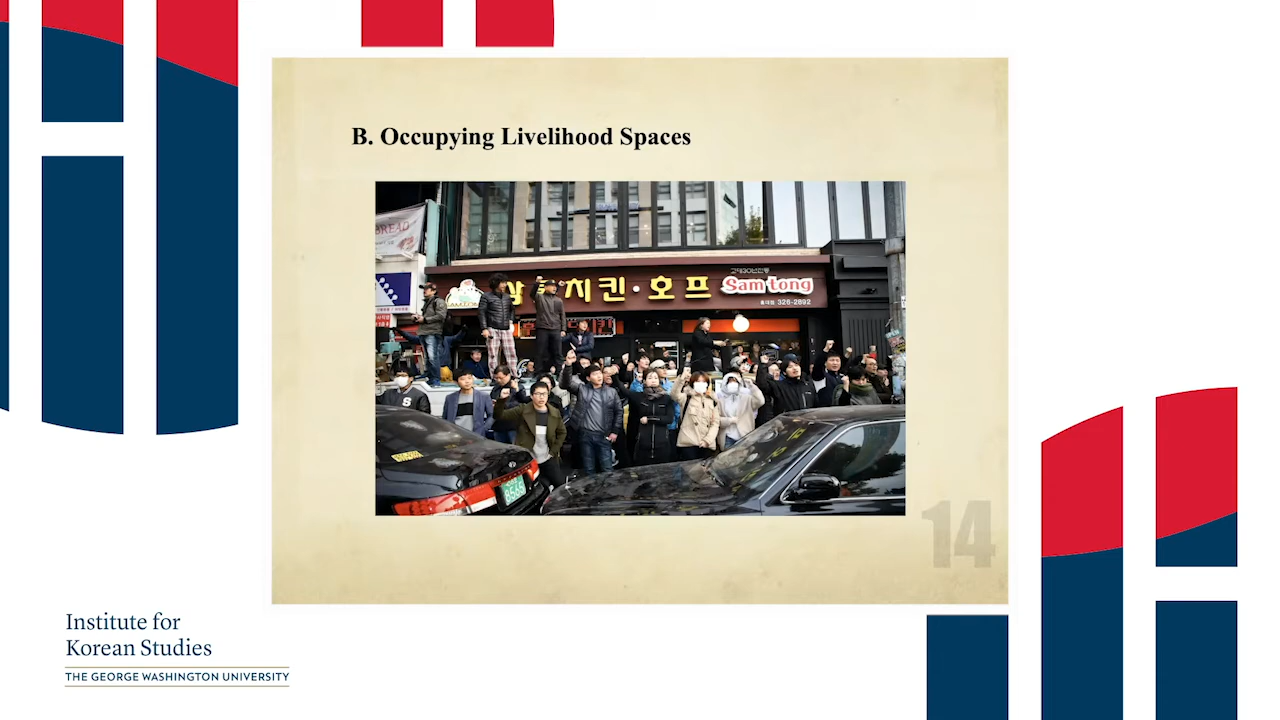 B. Occupying Livelihood Spaces
BREAD
치킨·호프
Sam tong
326-2892
14
Institute for
Korean Studies
THE GEORGE WASHINGTON UNIVERSITY